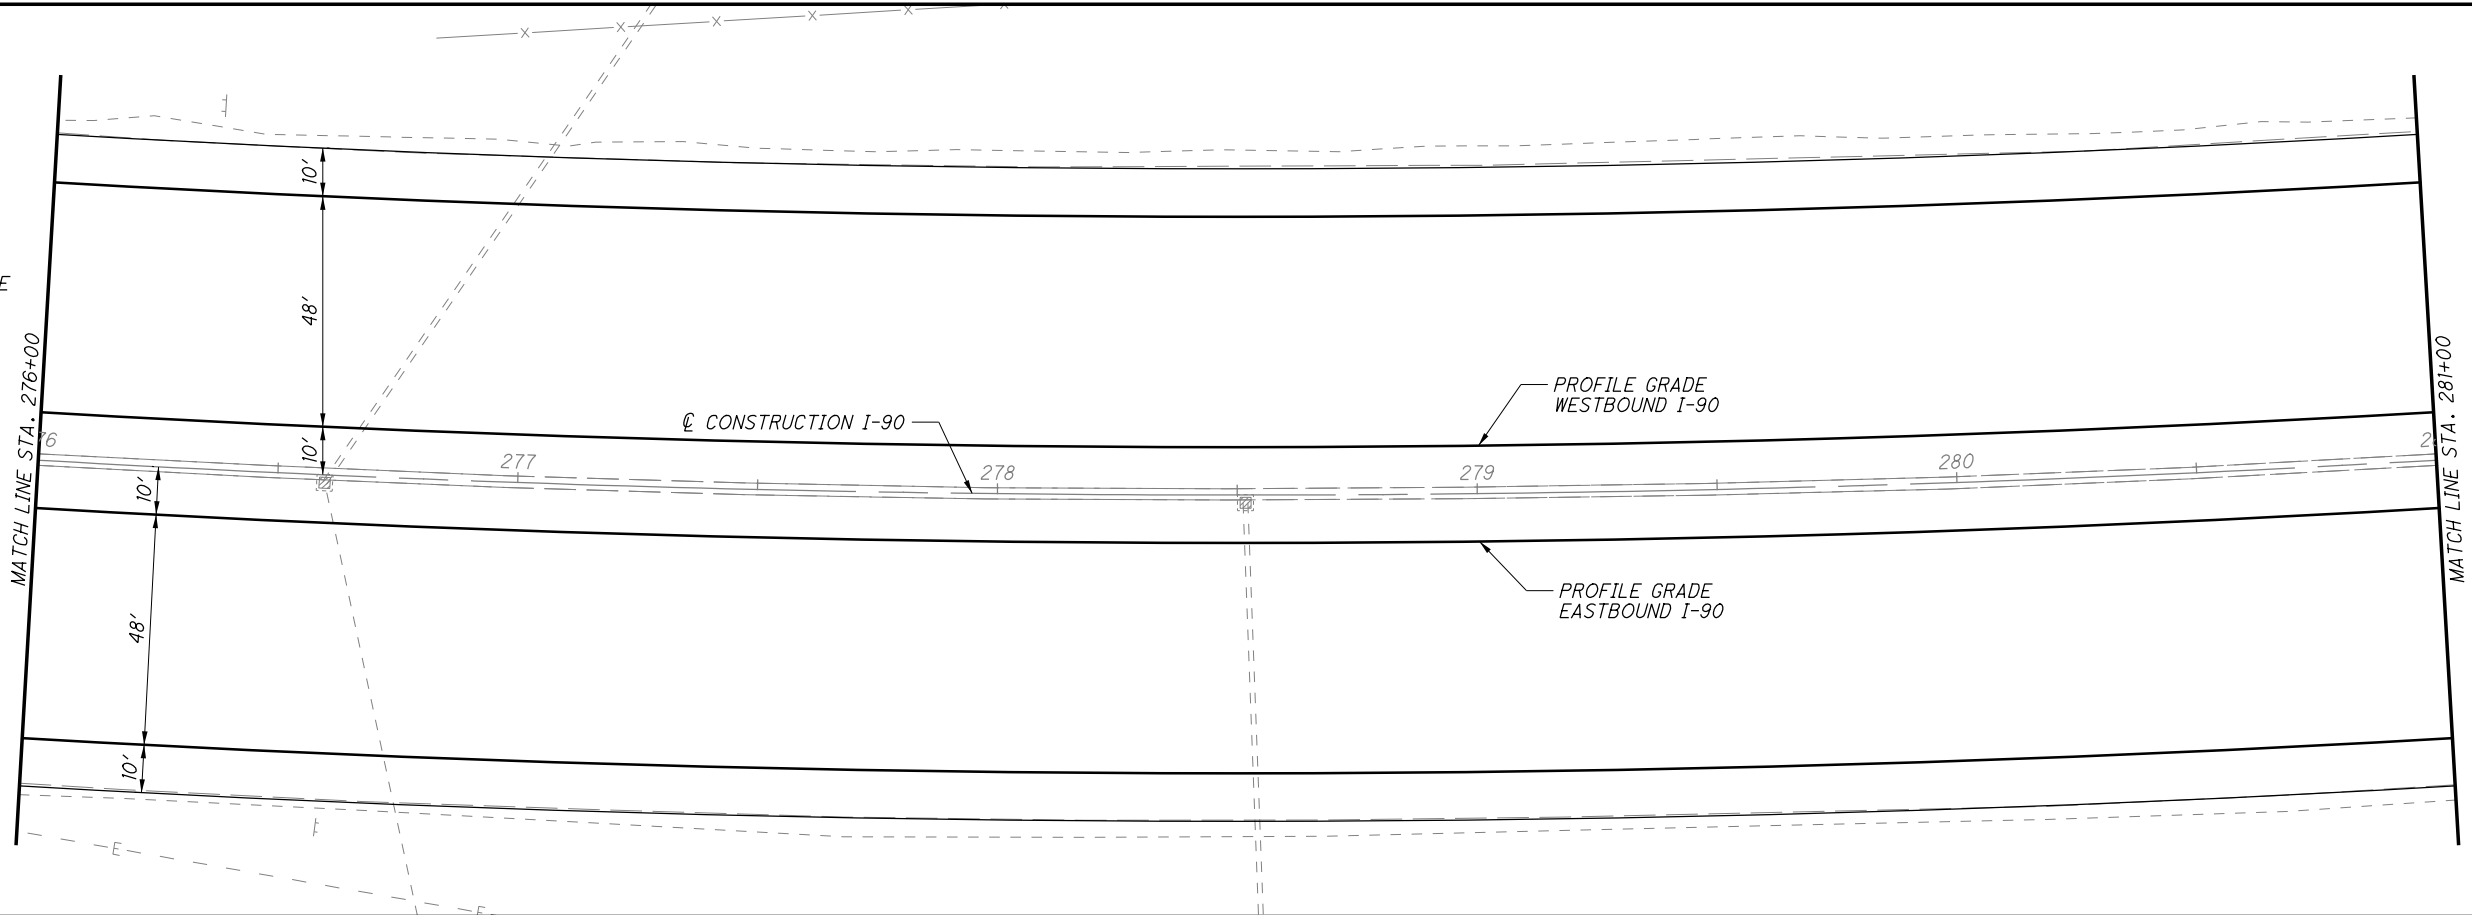 10'
48'
10'
10'
48'
10'
E
MATCH LINE STA. 276+00
76
277
278
279
280
℄ CONSTRUCTION I-90
PROFILE GRADE
WESTBOUND I-90
PROFILE GRADE
EASTBOUND I-90
MATCH LINE STA. 281+00
E
E